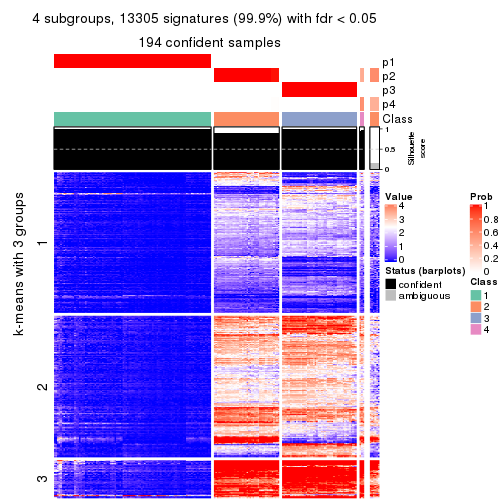 4 subgroups, 13305 signatures (99.9%) with fdr < 0.05
194 confident samples
p1
p2
p3
p4
Class
1
0.5
0
Silhouette
score
k-means with 3 groups
1
2
3
Value
4
3
2
1
0
Status (barplots)
confident
ambiguous
Prob
1
0.8
0.6
0.4
0.2
0
Class
1
2
3
4